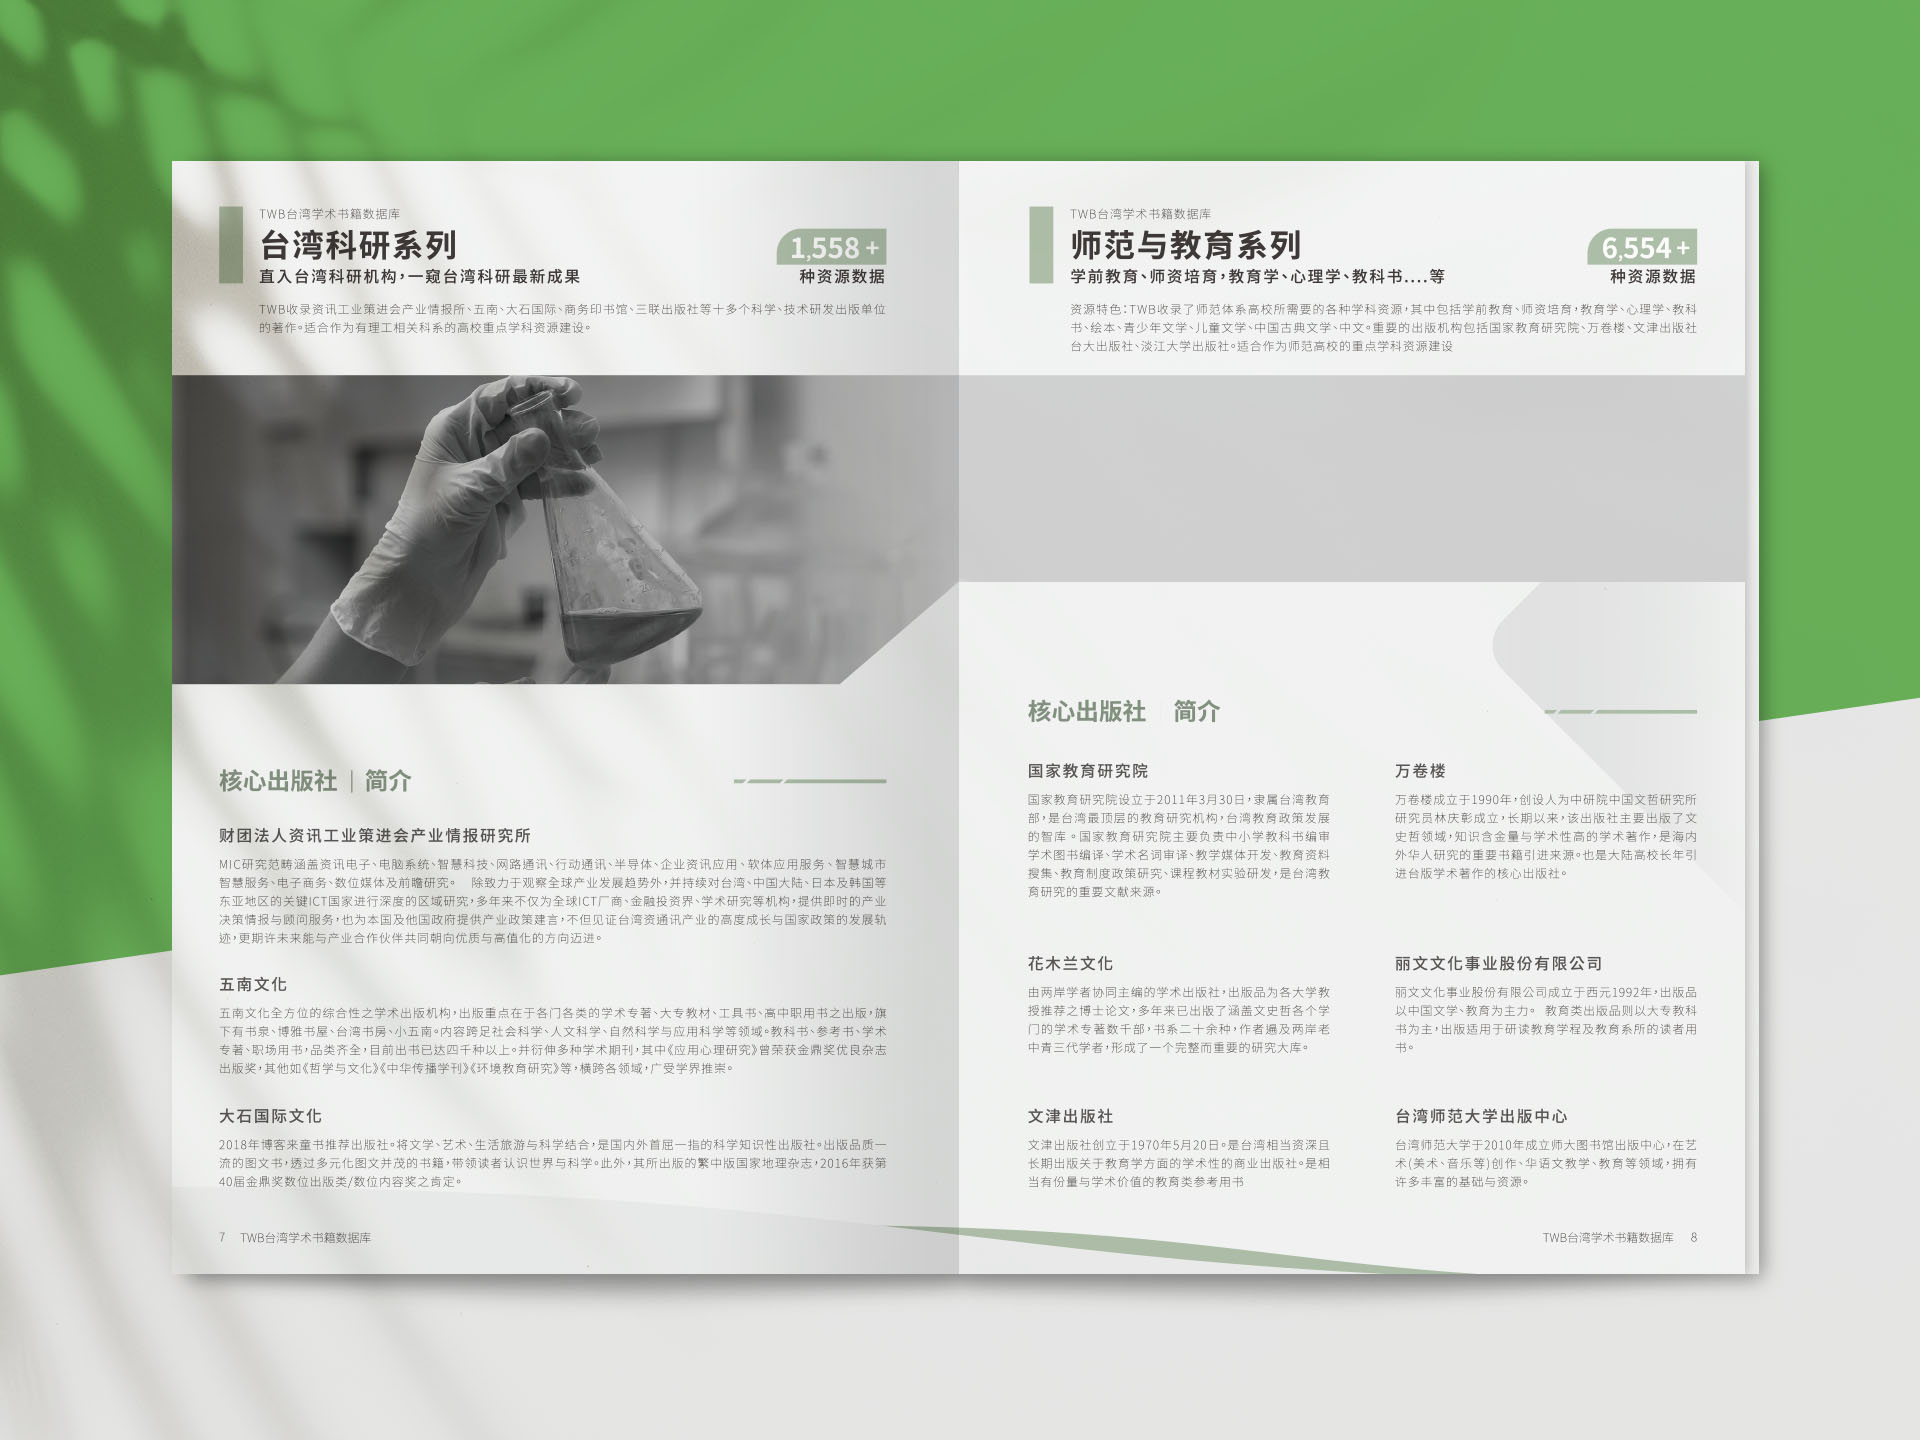 TWB台湾学术书籍数据库
台湾科研系列
直入台湾科研机构，一窥台湾科研最新成果
1,558 +
种资源数据
TWB收录资讯工业策进会产业情报所、五南、大石国际、商务印书馆、三联出版社等十多个科学、技术研发出版单位
的著作。适合作为有理工相关科系的高校重点学科资源建设。
核心出版社 | 简介
财团法人资讯工业策进会产业情报研究所
MIC研究范畴涵盖资讯电子、电脑系统、智慧科技、网路通讯、行动通讯、半导体、企业资讯应用、软体应用服务、智慧城市
智慧服务、电子商务、数位媒体及前瞻研究。 除致力于观察全球产业发展趋势外，并持续对台湾、中国大陆、日本及韩国等
东亚地区的关键ICT国家进行深度的区域研究，多年来不仅为全球ICT厂商、金融投资界、学术研究等机构，提供即时的产业
决策情报与顾问服务，也为本国及他国政府提供产业政策建言，不但见证台湾资通讯产业的高度成长与国家政策的发展轨
迹，更期许未来能与产业合作伙伴共同朝向优质与高值化的方向迈进。
五南文化
五南文化全方位的综合性之学术出版机构，出版重点在于各门各类的学术专著、大专教材、工具书、高中职用书之出版，旗
下有书泉、博雅书屋、台湾书房、小五南。内容跨足社会科学、人文科学、自然科学与应用科学等领域。教科书、参考书、学术
专著、职场用书，品类齐全，目前出书已达四千种以上。并衍伸多种学术期刊，其中《应用心理研究》曾荣获金鼎奖优良杂志
出版奖，其他如《哲学与文化》《中华传播学刊》《环境教育研究》等，横跨各领域，广受学界推崇。
大石国际文化
2018年博客来童书推荐出版社。将文学、艺术、生活旅游与科学结合，是国内外首屈一指的科学知识性出版社。出版品质一
流的图文书，透过多元化图文并茂的书籍，带领读者认识世界与科学。此外，其所出版的繁中版国家地理杂志，2016年获第
40届金鼎奖数位出版类/数位内容奖之肯定。
7 TWB台湾学术书籍数据库
TWB台湾学术书籍数据库
师范与教育系列
学前教育、师资培育，教育学、心理学、教科书....等
6,554 +
种资源数据
资源特色：TWB收录了师范体系高校所需要的各种学科资源，其中包括学前教育、师资培育，教育学、心理学、教科
书、绘本、青少年文学、儿童文学、中国古典文学、中文。重要的出版机构包括国家教育研究院、万卷楼、文津出版社
台大出版社、淡江大学出版社。适合作为师范高校的重点学科资源建设
核心出版社 简介
国家教育研究院
国家教育研究院设立于2011年3月30日，隶属台湾教育
部，是台湾最顶层的教育研究机构，台湾教育政策发展
的智库。国家教育研究院主要负责中小学教科书编审
学术图书编译、学术名词审译、教学媒体开发、教育资料
搜集、教育制度政策研究、课程教材实验研发，是台湾教
育研究的重要文献来源。
万卷楼
万卷楼成立于1990年，创设人为中研院中国文哲研究所
研究员林庆彰成立，长期以来，该出版社主要出版了文
史哲领域，知识含金量与学术性高的学术著作，是海内
外华人研究的重要书籍引进来源。也是大陆高校长年引
进台版学术著作的核心出版社。
花木兰文化
由两岸学者协同主编的学术出版社，出版品为各大学教
授推荐之博士论文，多年来已出版了涵盖文史哲各个学
门的学术专著数千部，书系二十余种，作者遍及两岸老
中青三代学者，形成了一个完整而重要的研究大库。
丽文文化事业股份有限公司
丽文文化事业股份有限公司成立于西元1992年，出版品
以中国文学、教育为主力。 教育类出版品则以大专教科
书为主，出版适用于研读教育学程及教育系所的读者用
书。
文津出版社
文津出版社创立于1970年5月20日。是台湾相当资深且
长期出版关于教育学方面的学术性的商业出版社。是相
当有份量与学术价值的教育类参考用书
台湾师范大学出版中心
台湾师范大学于2010年成立师大图书馆出版中心，在艺
术(美术、音乐等)创作、华语文教学、教育等领域，拥有
许多丰富的基础与资源。
TWB台湾学术书籍数据库 8